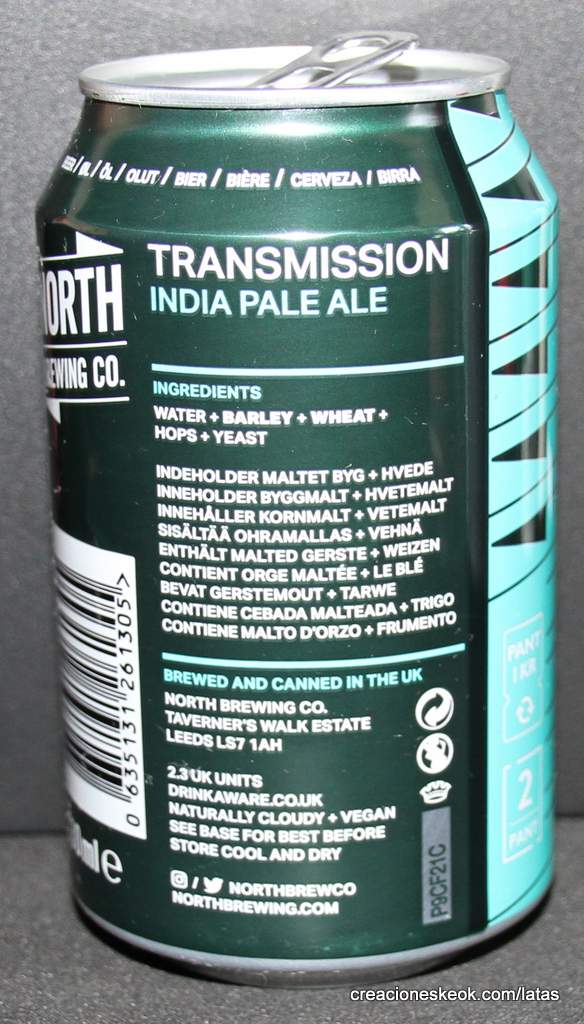 / ØL / ÖL / OLUT / BIER / BIÈRE / CERVEZA / BIRRA
NORTH
BREWING CO.
TRANSMISSION
INDIA PALE ALE
INGREDIENTS
WATER + BARLEY + WHEAT +
HOPS + YEAST
INDEHOLDER MALTET BYG + HVEDE
INNEHOLDER BYGGMALT + HVETEMALT
INNEHÅLLER KORNMALT + VETEMALT
SISÄLTÄÄ OHRAMALLAS + VEHNÄ
ENTHÄLT MALTED GERSTE + WEIZEN
CONTIENT ORGE MALTÉE + LE BLÉ
BEVAT GERSTEMOUT + TARWE
CONTIENE CEBADA MALTEADA + TRIGO
CONTIENE MALTO D'ORZO + FRUMENTO
BREWED AND CANNED IN THE UK
NORTH BREWING CO.
TAVERNER'S WALK ESTATE
LEEDS LS7 1AH
2.3 UK UNITS
DRINKAWARE.CO.UK
NATURALLY CLOUDY + VEGAN
SEE BASE FOR BEST BEFORE
STORE COOL AND DRY
/ NORTHBREWCO
NORTHBREWING.COM
0 635131 261305 >
ml e
P9CF21C
PANT
1 KR
2
PANT
creacioneskeok.com/latas